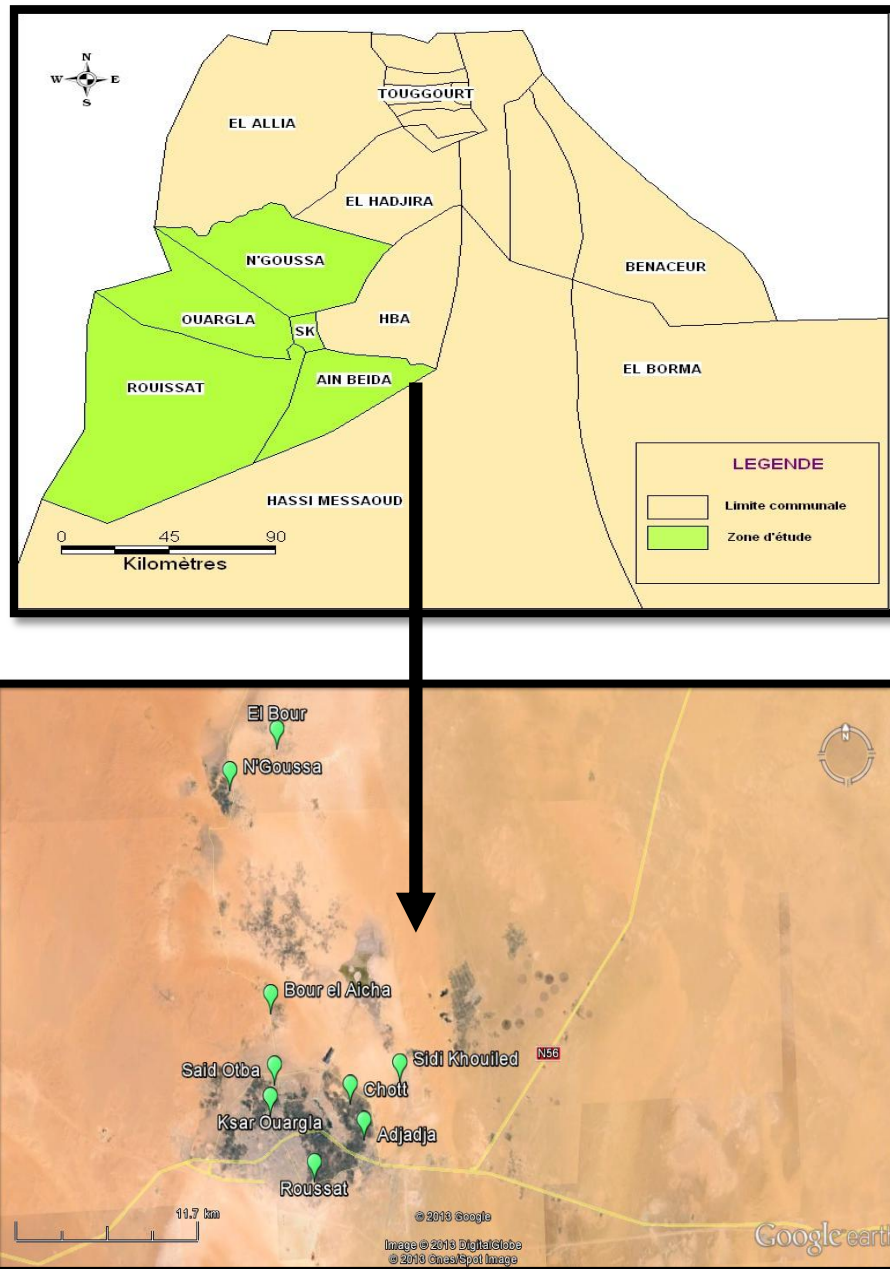 N
W E
S
TOUGGOURT
EL ALLIA
EL HADJIRA
N'GOUSSA
BENACEUR
OUARGLA
SK
HBA
ROUISSAT
AIN BEIDA
EL BORMA
HASSI MESSAOUD
LEGENDE
Limite communale
Zone d'étude
0 45 90
Kilomètres
El Bour
N'Goussa
N
Bour el Aicha
Said Otba
Sidi Khouiled
N56
Chott
Ksar Ouargla
Adjadja
Roussat
11.7 km
© 2013 Google
Image © 2013 DigitalGlobe
© 2013 Cnes/Spot Image
Google earth